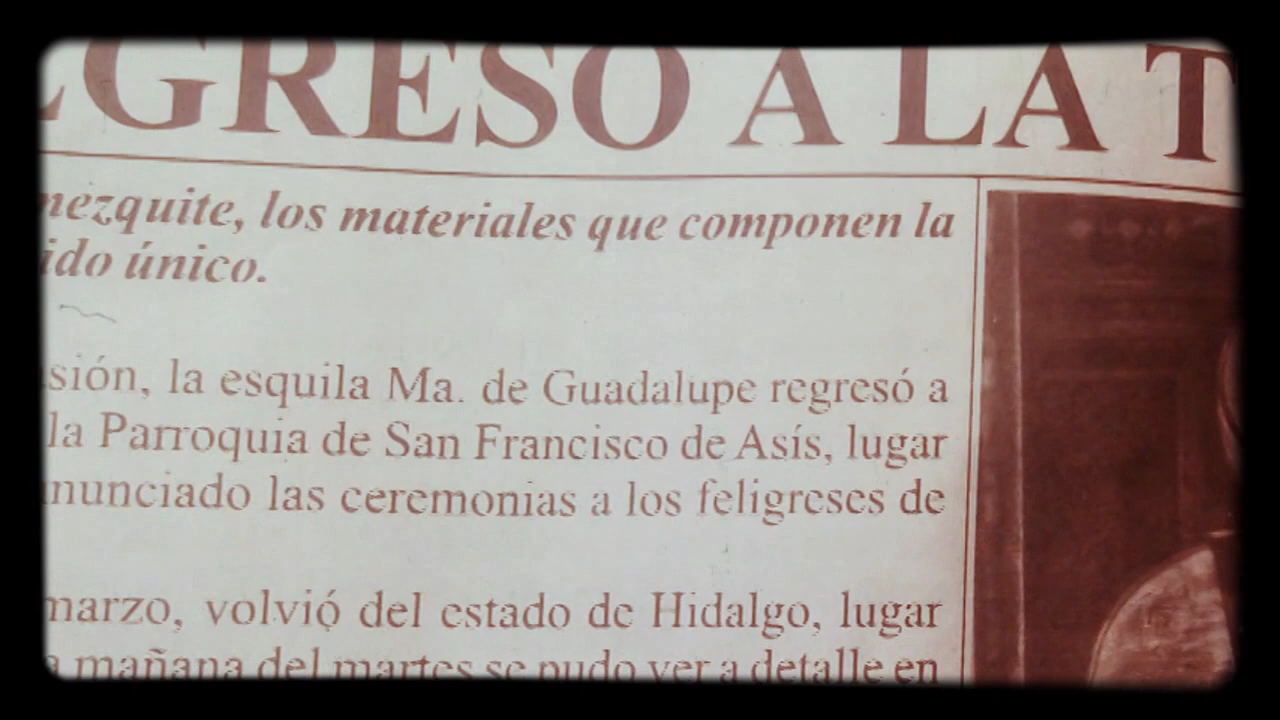 EGRESO A LA T
mezquite, los materiales que componen la
ido único.
sión, la esquila Ma. de Guadalupe regresó a
la Parroquia de San Francisco de Asís, lugar
nunciado las ceremonias a los feligreses de
marzo, volvió del estado de Hidalgo, lugar
a mañana del martes se pudo ver a detalle en